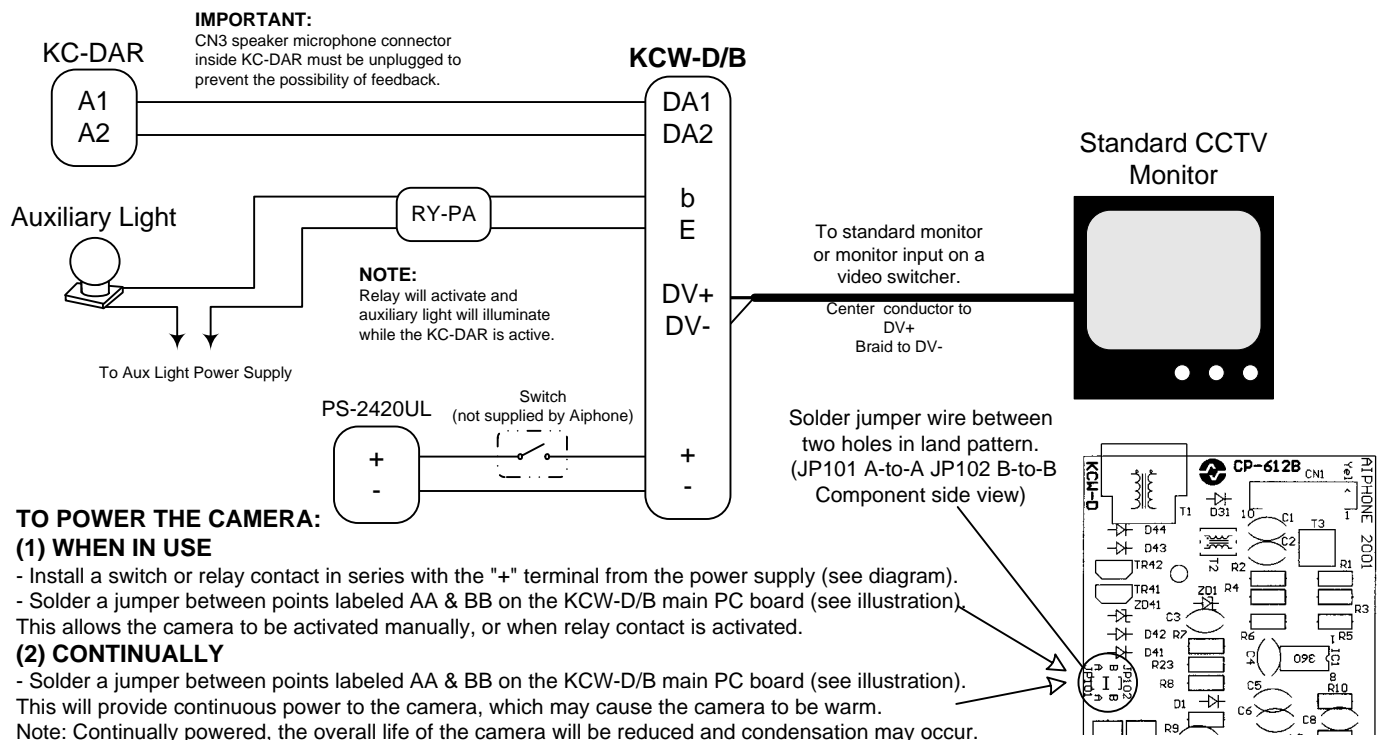 IMPORTANT:
CN3 speaker microphone connector
inside KC-DAR must be unplugged to
prevent the possibility of feedback.
KC-DAR
A1
A2
KCW-D/B
DA1
DA2
b
E
DV+
DV-
+
-
Auxiliary Light
RY-PA
NOTE:
Relay will activate and
auxiliary light will illuminate
while the KC-DAR is active.
To Aux Light Power Supply
To standard monitor
or monitor input on a
video switcher.
Center conductor to
DV+
Braid to DV-
Standard CCTV
Monitor
PS-2420UL
+
-
Switch
(not supplied by Aiphone)
Solder jumper wire between
two holes in land pattern.
(JP101 A-to-A JP102 B-to-B
Component side view)
TO POWER THE CAMERA:
(1) WHEN IN USE
- Install a switch or relay contact in series with the "+" terminal from the power supply (see diagram).
- Solder a jumper between points labeled AA & BB on the KCW-D/B main PC board (see illustration).
This allows the camera to be activated manually, or when relay contact is activated.
(2) CONTINUALLY
- Solder a jumper between points labeled AA & BB on the KCW-D/B main PC board (see illustration).
This will provide continuous power to the camera, which may cause the camera to be warm.
Note: Continually powered, the overall life of the camera will be reduced and condensation may occur.
KCW-D
CP-612B
CN1
Yel
1
AIPHONE 2001
T1
D31
10
C1
T3
C2
D44
D43
T2
R2
R1
TR42
TR41
ZD1
R4
R3
ZD41
C3
D42
R7
R6
R5
1
D41
C4
360
IC1
R23
8
R8
C5
R10
JP101
A
B
A
B
JP102
D1
C6
C8
R9